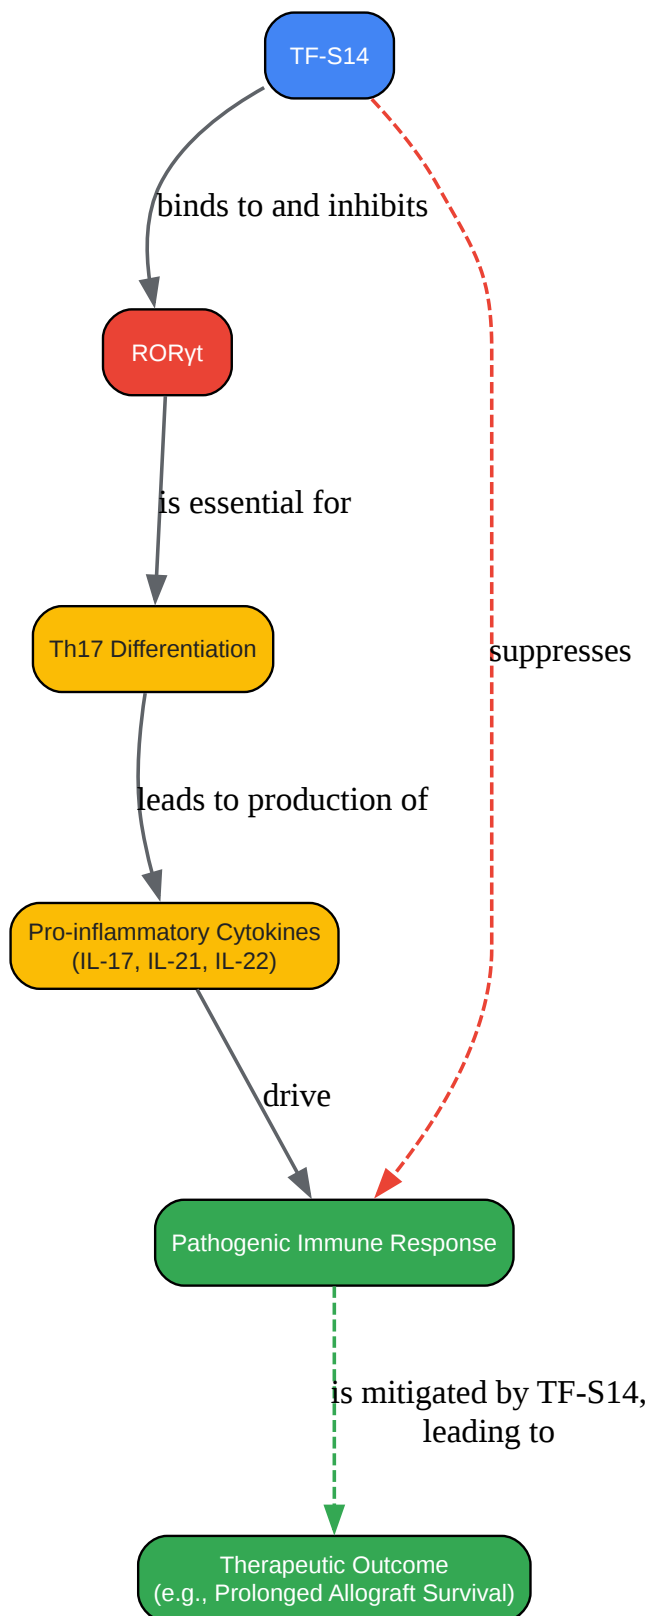 TF-S14
binds to and inhibits
RORγt
is essential for
Th17 Differentiation
suppresses
leads to production of
Pro-inflammatory Cytokines
(IL-17, IL-21, IL-22)
drive
Pathogenic Immune Response
is mitigated by TF-S14,
leading to
Therapeutic Outcome
(e.g., Prolonged Allograft Survival)